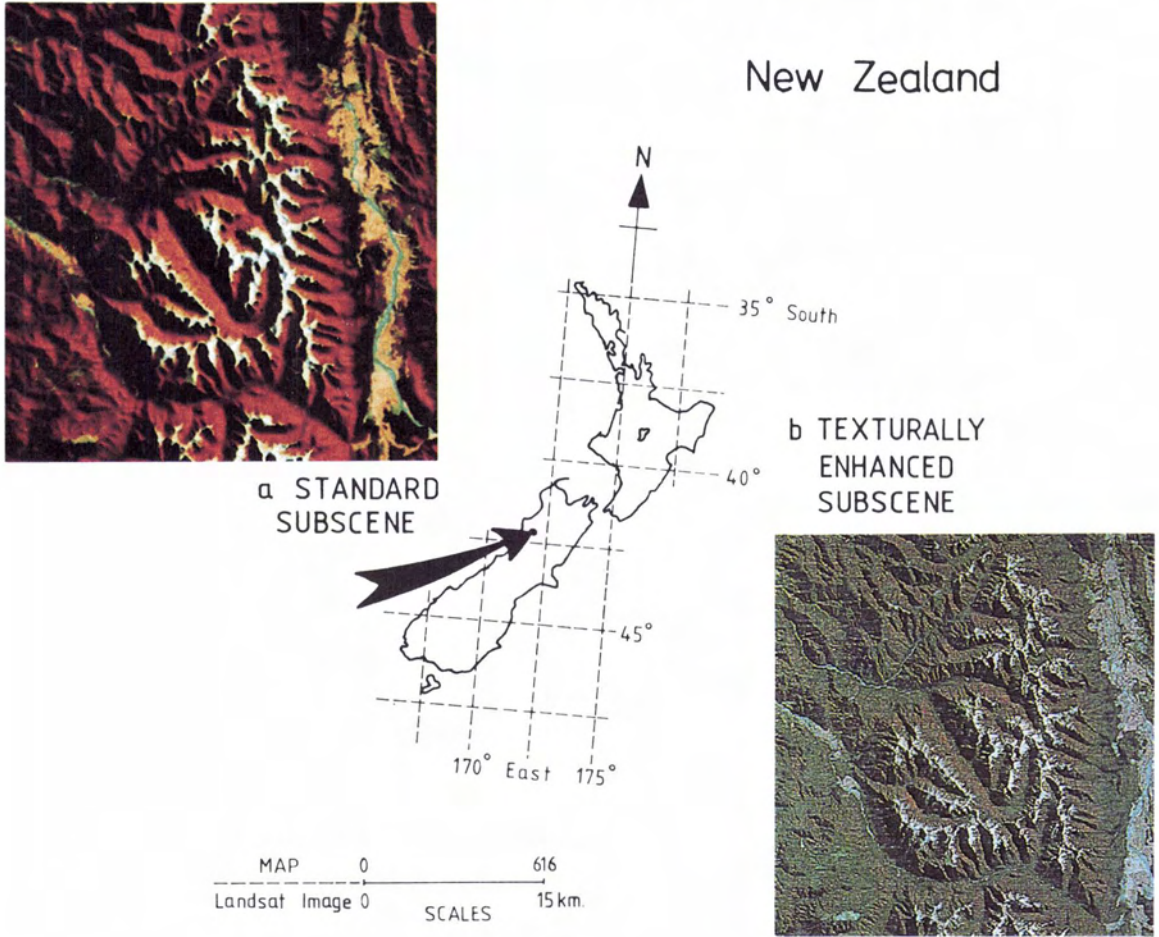 New Zealand
N
35° South
b TEXTURALLY
ENHANCED
SUBSCENE
40°
a STANDARD
SUBSCENE
45°
170° East 175°
MAP 0 616
Landsat Image 0 15 km.
SCALES